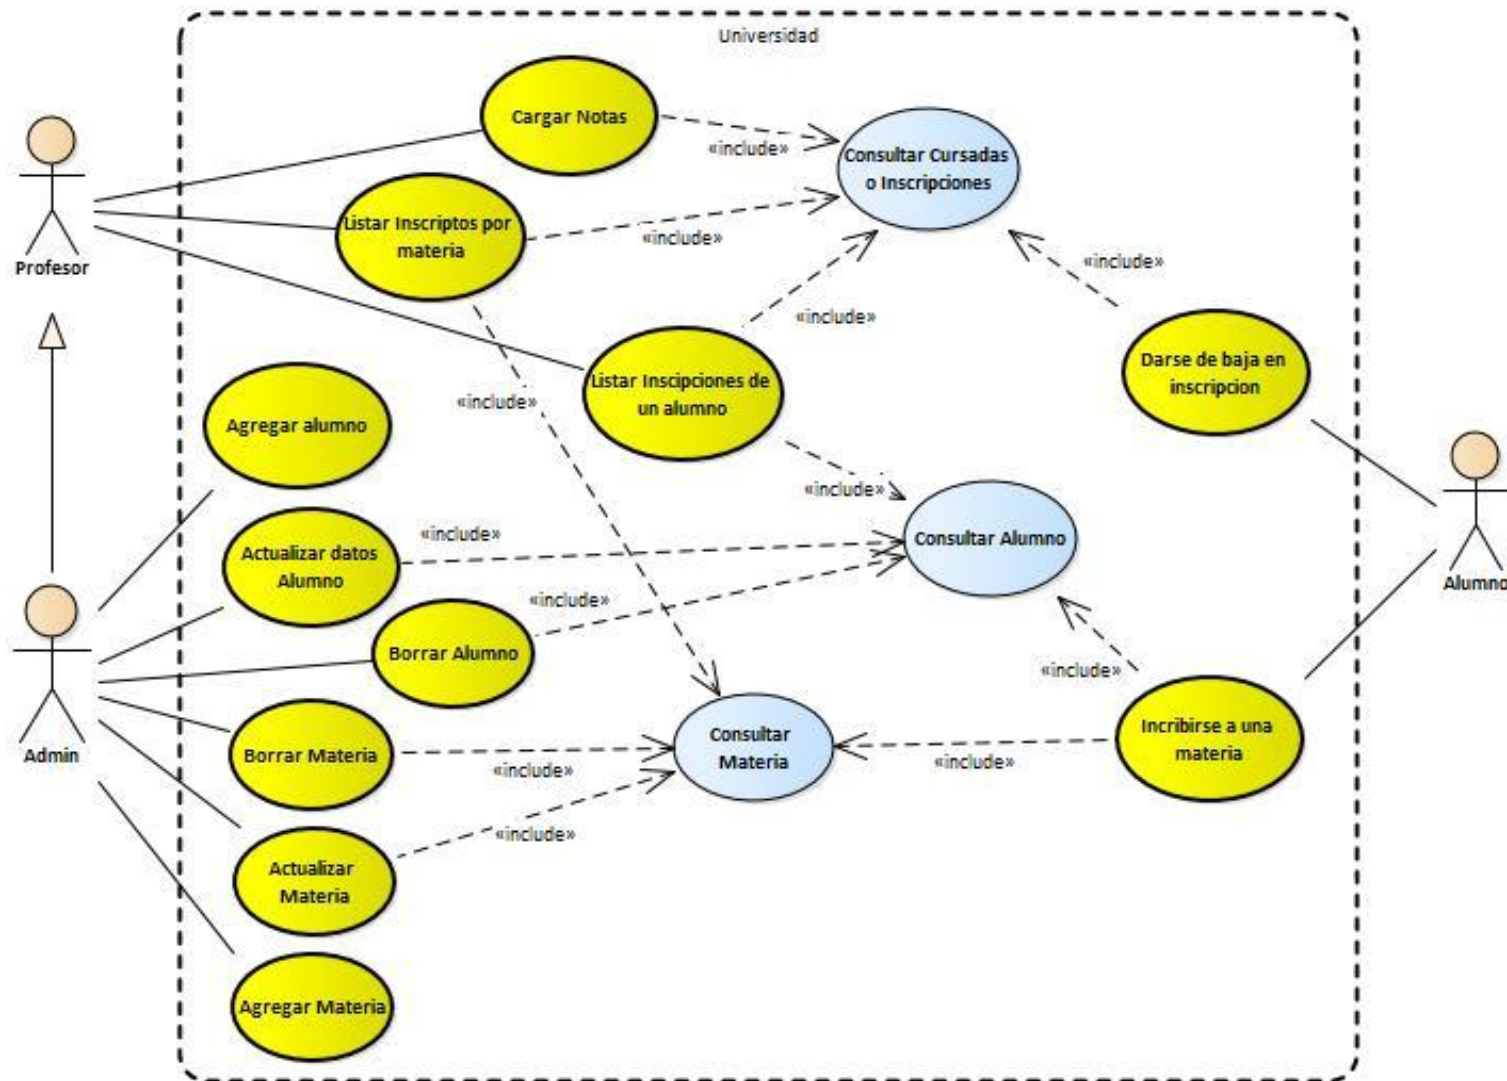 Universidad
Cargar Notas
«include»
Consultar Cursadas
o Inscripciones
Profesor
Listar Inscriptos por
materia
«include»
«include»
«include»
Listar Inscipciones de
un alumno
Darse de baja en
inscripcion
«include»
Agregar alumno
«include»
Alumno
Actualizar datos
Alumno
«include»
Consultar Alumno
Borrar Alumno
«include»
«include»
Admin
Borrar Materia
«include»
Consultar
Materia
«include»
Incribirse a una
materia
Actualizar
Materia
«include»
Agregar Materia